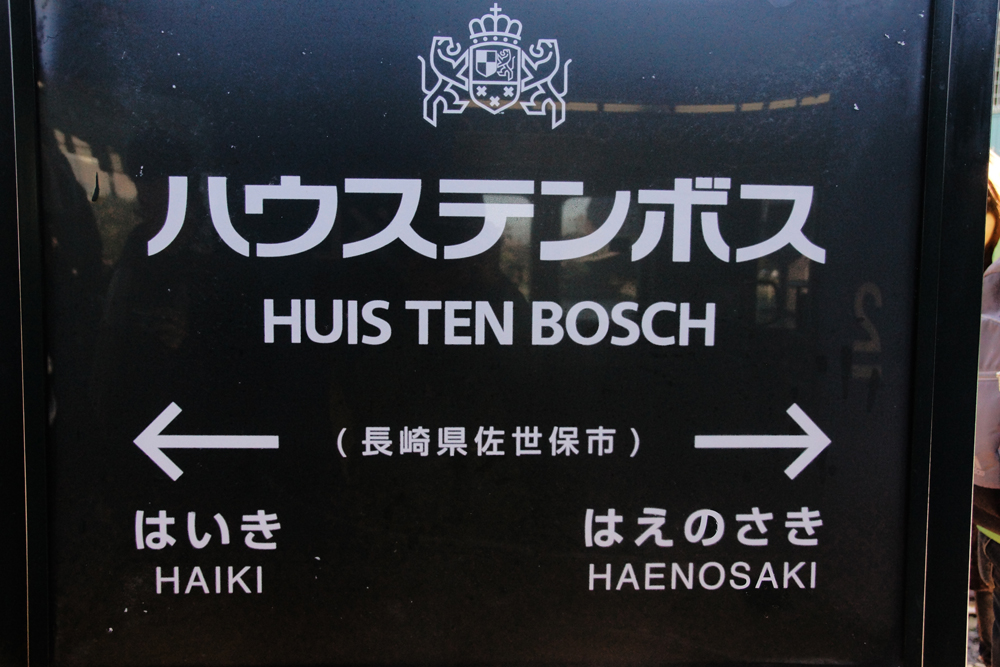 ハウステンボス
HUIS TEN BOSCH
← (長崎県佐世保市) →
はいき はえのさき
HAIKI HAENOSAKI